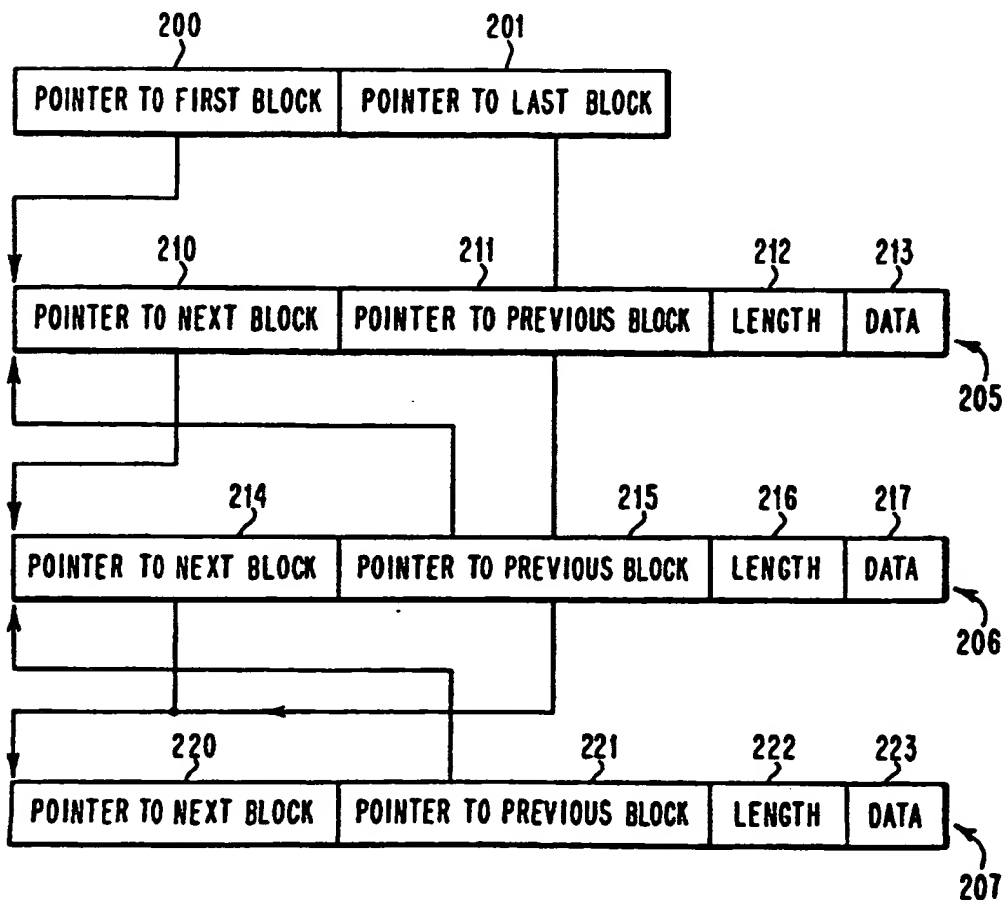 200 201
POINTER TO FIRST BLOCK POINTER TO LAST BLOCK
210 211 212 213
POINTER TO NEXT BLOCK POINTER TO PREVIOUS BLOCK LENGTH DATA
205
214 215 216 217
POINTER TO NEXT BLOCK POINTER TO PREVIOUS BLOCK LENGTH DATA
206
220 221 222 223
POINTER TO NEXT BLOCK POINTER TO PREVIOUS BLOCK LENGTH DATA
207